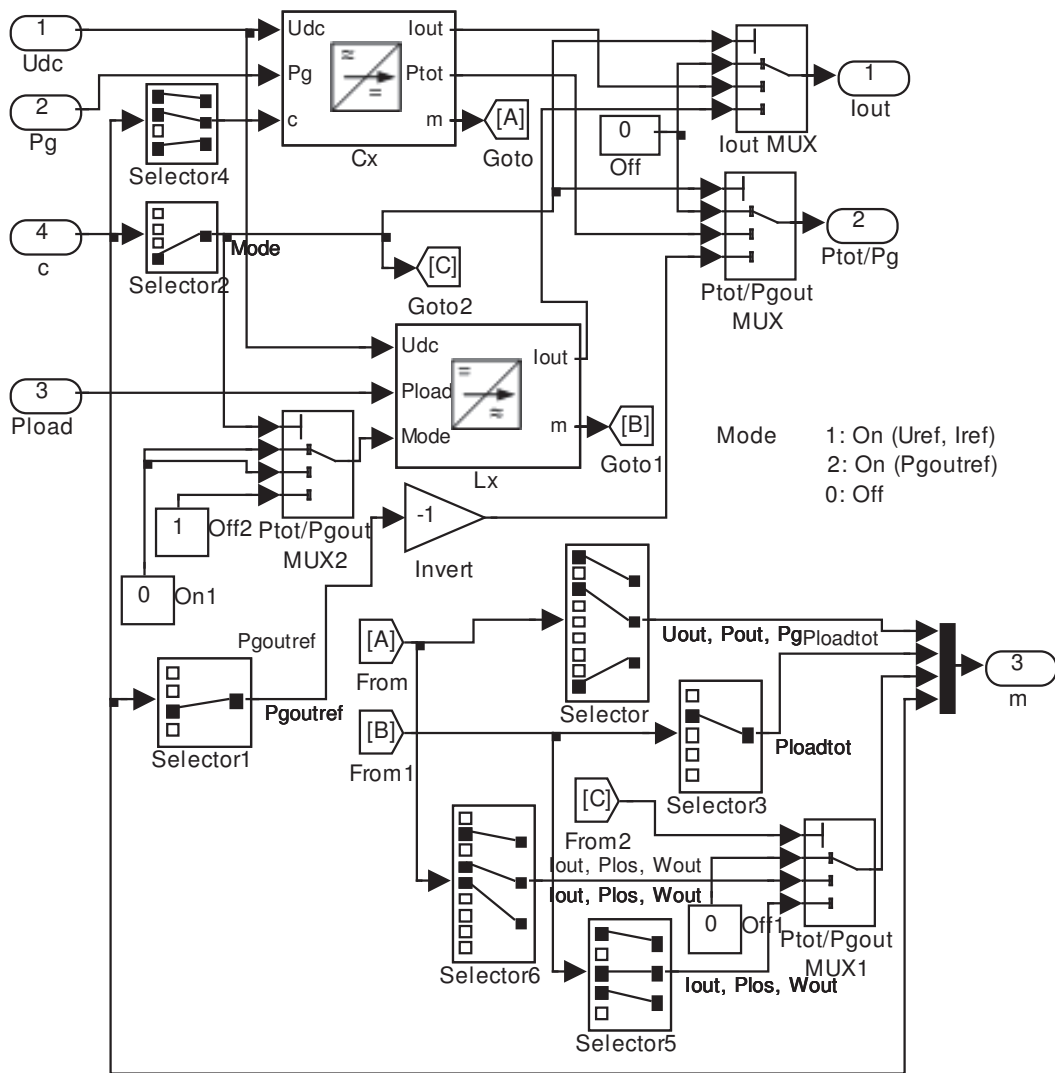 1
Udc
2
Pg
Selector4
Udc
Pg
c
≈
=
Iout
Ptot
m
Cx
[A]
Goto
0
Off
Iout MUX
1
Iout
4
c
Selector2
Mode
[C]
Goto2
Ptot/Pgout
MUX
2
Ptot/Pg
3
Pload
Udc
Pload
Mode
=
≈
Iout
m
Lx
[B]
Goto1
Mode
1: On (Uref, Iref)
2: On (Pgoutref)
0: Off
1
Off2
Ptot/Pgout
MUX2
0
On1
-1
Invert
Pgoutref
Pgoutref
Selector1
[A]
From
[B]
From1
Selector
Uout, Pout, Pg
Ploadtot
Ploadtot
Selector3
3
m
[C]
From2
Iout, Plos, Wout
Iout, Plos, Wout
Selector6
0
Off1
Ptot/Pgout
MUX1
Iout, Plos, Wout
Selector5